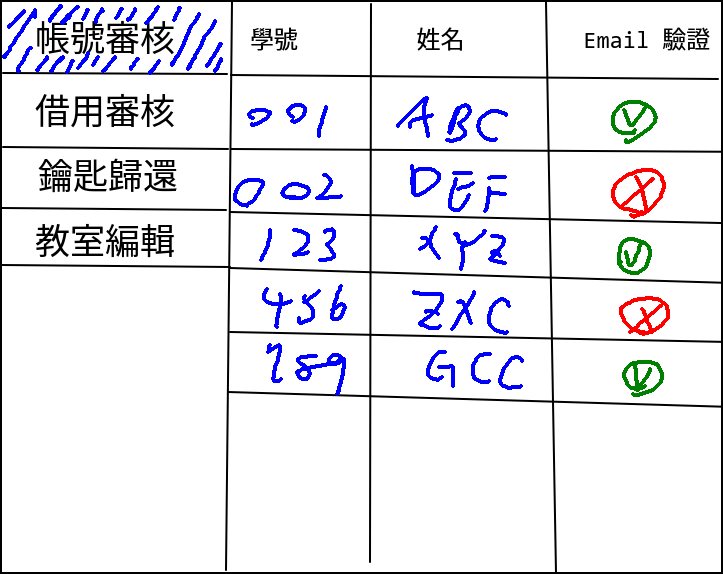 帳號審核 學號 姓名 Email 驗證
借用審核 001 ABC
鑰匙歸還 002 DEF
教室編輯 123 XYZ
456 ZXC
789 GCC